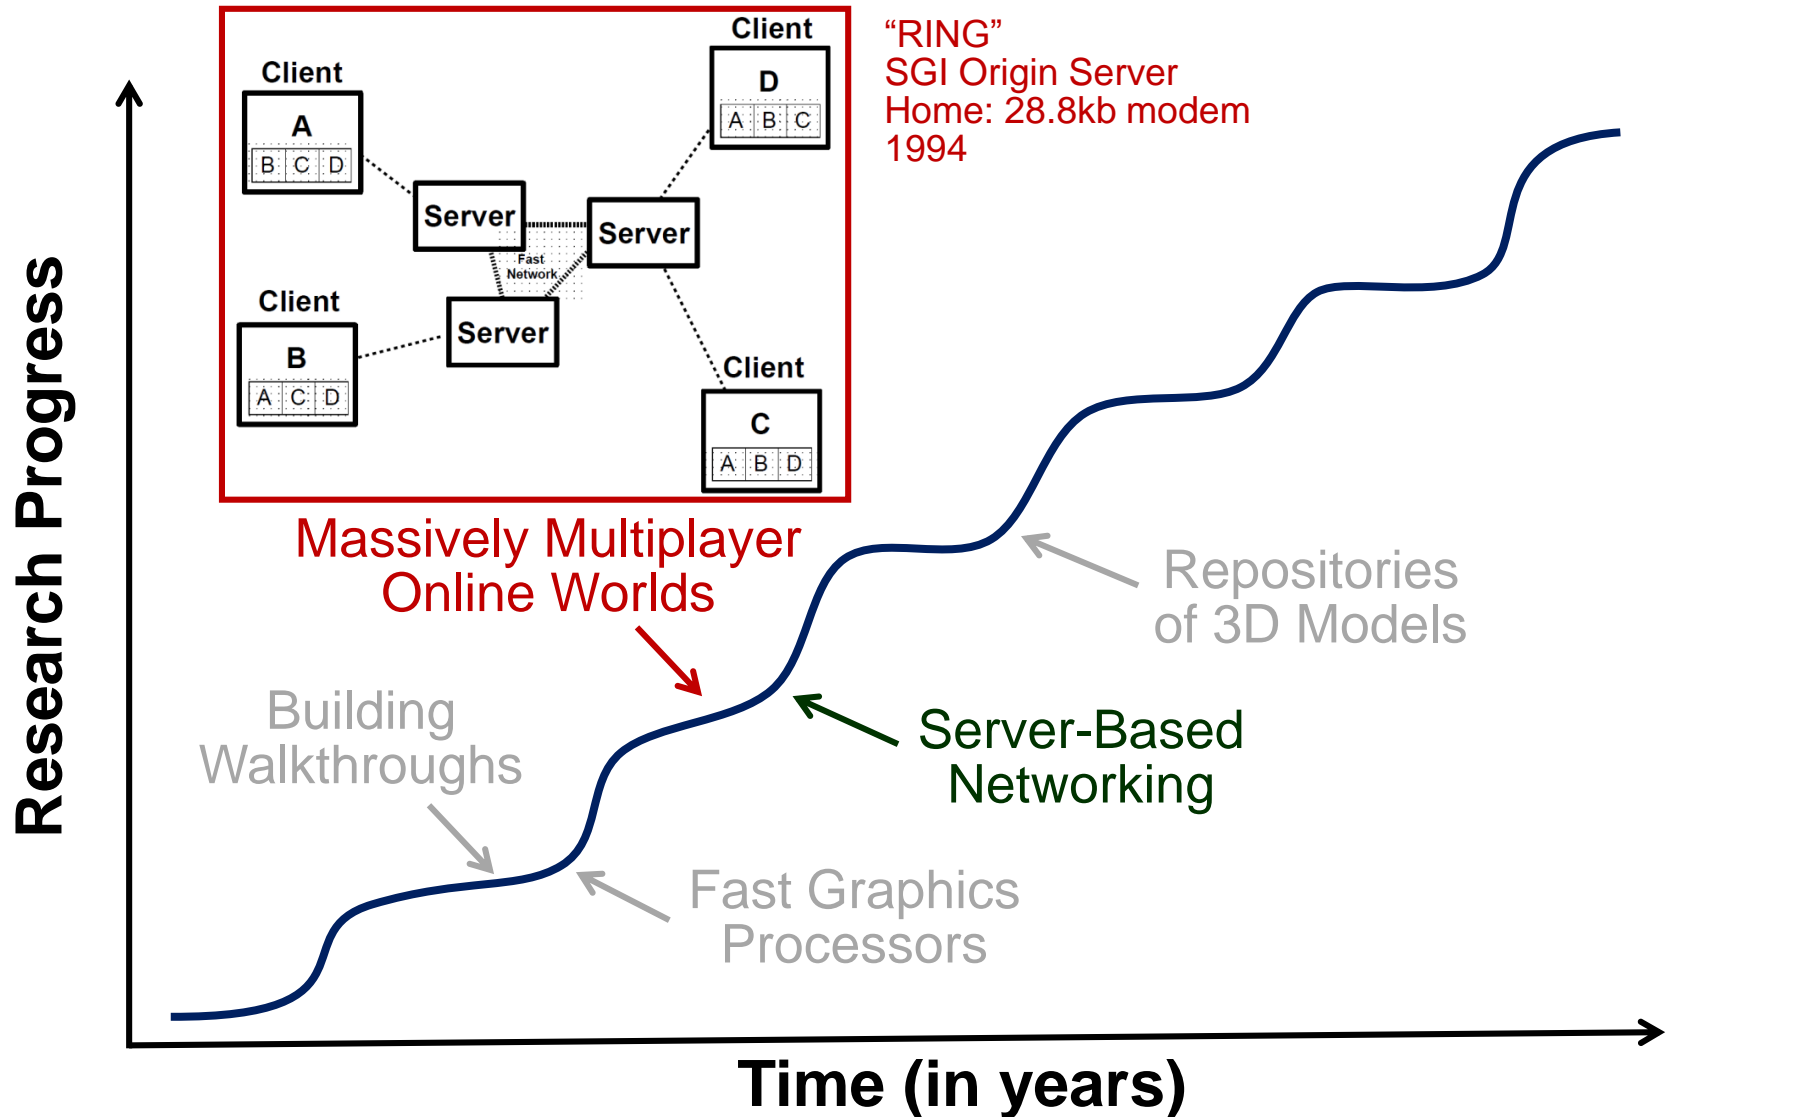 Client
D
A B C
"RING"
SGI Origin Server
Home: 28.8kb modem
1994
Client
A
B C D
Server
Server
Fast
Network
Server
Client
B
A C D
Client
C
A B D
Massively Multiplayer
Online Worlds
Repositories
of 3D Models
Building
Walkthroughs
Server-Based
Networking
Fast Graphics
Processors
Research Progress
Time (in years)